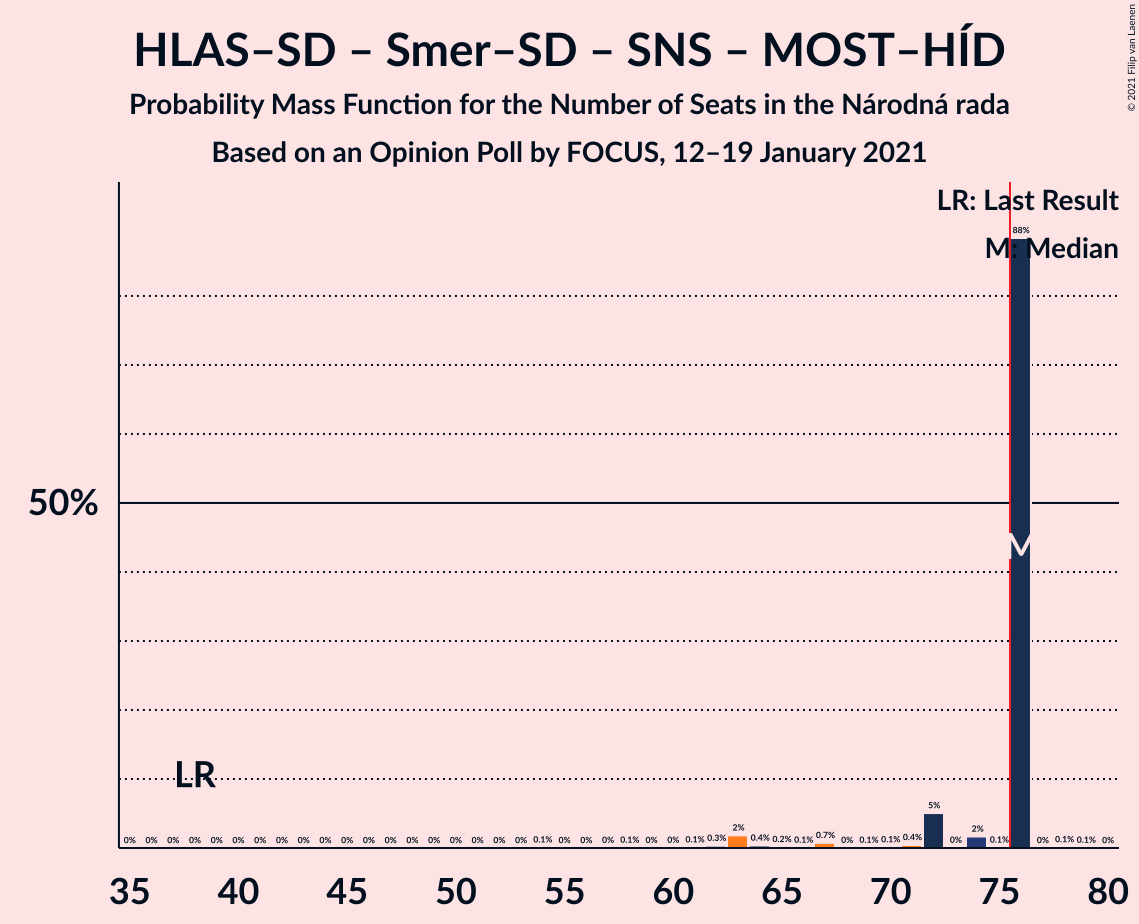 HLAS–SD – Smer–SD – SNS – MOST–HÍD
Probability Mass Function for the Number of Seats in the Národná rada
Based on an Opinion Poll by FOCUS, 12–19 January 2021
© 2021 Filip van Laenen
LR: Last Result
M: Median
88%
50%
M
LR
0% 0% 0% 0% 0% 0% 0% 0% 0% 0% 0% 0% 0% 0% 0% 0% 0% 0% 0% 0.1% 0% 0% 0% 0.1% 0% 0% 0.1% 0.3% 2% 0.4% 0.2% 0.1% 0.7% 0% 0.1% 0.1% 0.4% 5% 0% 2% 0.1% 0% 0.1% 0.1% 0%
35 40 45 50 55 60 65 70 75 80